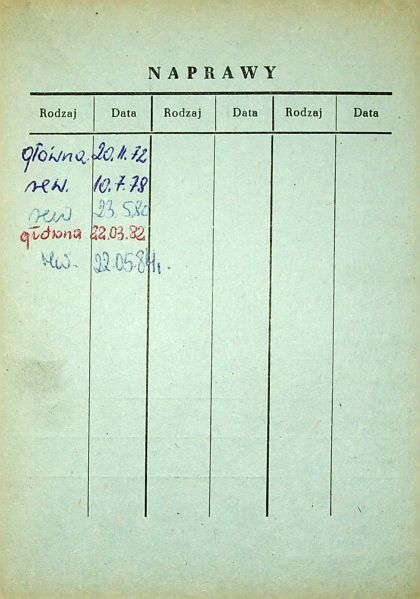 NAPRAWY
Rodzaj Data Rodzaj Data Rodzaj Data
główna 20.11.72
rew. 10.7.78
rew 23.5.80
główna 22.03.82
rew. 22.05.84r.